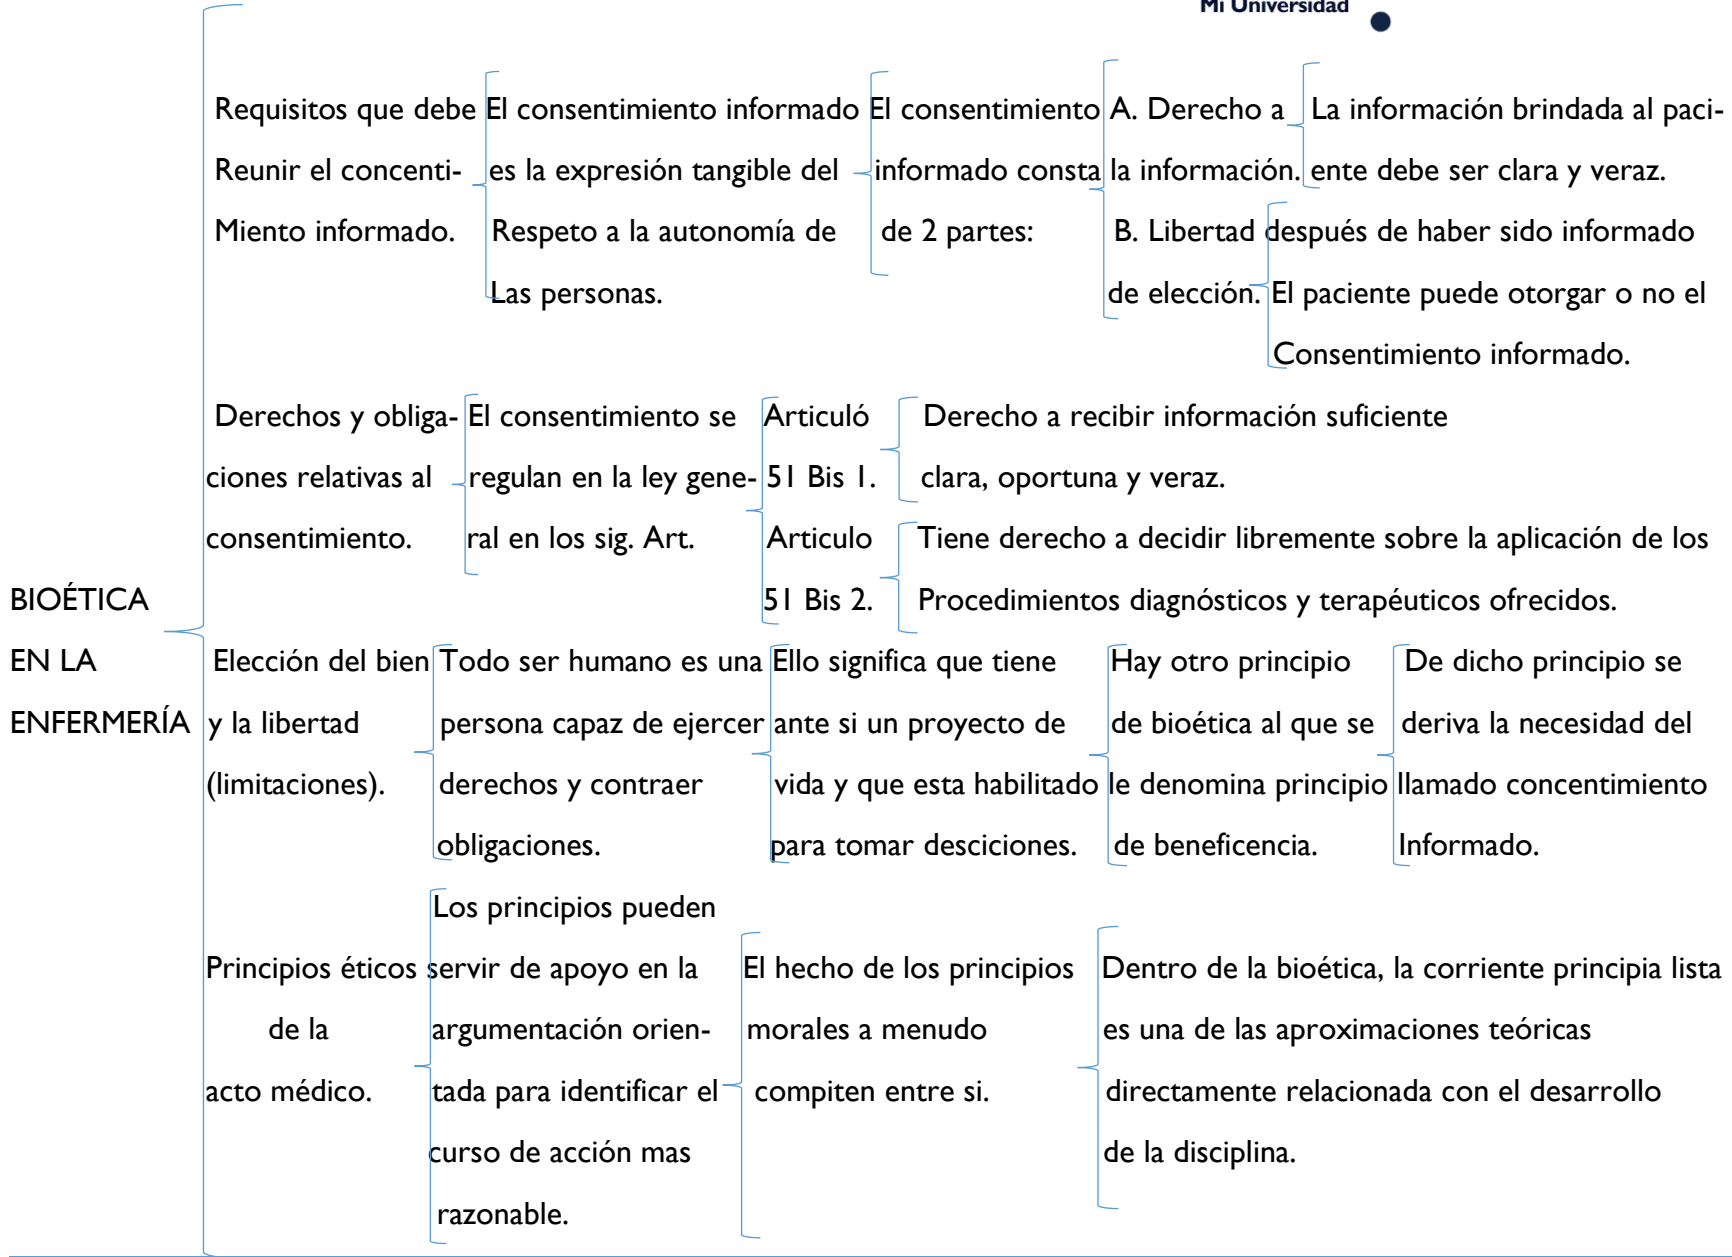 Mi Universidad
Requisitos que debe
Reunir el concenti-
Miento informado.
El consentimiento informado
es la expresión tangible del
Respeto a la autonomía de
Las personas.
El consentimiento
informado consta
de 2 partes:
A. Derecho a
la información.
La información brindada al paci-
ente debe ser clara y veraz.
B. Libertad
de elección.
después de haber sido informado
El paciente puede otorgar o no el
Consentimiento informado.
Derechos y obliga-
ciones relativas al
consentimiento.
El consentimiento se
regulan en la ley gene-
ral en los sig. Art.
Articuló
51 Bis 1.
Derecho a recibir información suficiente
clara, oportuna y veraz.
Articulo
51 Bis 2.
Tiene derecho a decidir libremente sobre la aplicación de los
Procedimientos diagnósticos y terapéuticos ofrecidos.
BIOÉTICA
EN LA
ENFERMERÍA
Elección del bien
y la libertad
(limitaciones).
Todo ser humano es una
persona capaz de ejercer
derechos y contraer
obligaciones.
Ello significa que tiene
ante si un proyecto de
vida y que esta habilitado
para tomar desciciones.
Hay otro principio
de bioética al que se
le denomina principio
de beneficencia.
De dicho principio se
deriva la necesidad del
llamado concentimiento
Informado.
Principios éticos
de la
acto médico.
Los principios pueden
servir de apoyo en la
argumentación orien-
tada para identificar el
curso de acción mas
razonable.
El hecho de los principios
morales a menudo
compiten entre si.
Dentro de la bioética, la corriente principia lista
es una de las aproximaciones teóricas
directamente relacionada con el desarrollo
de la disciplina.